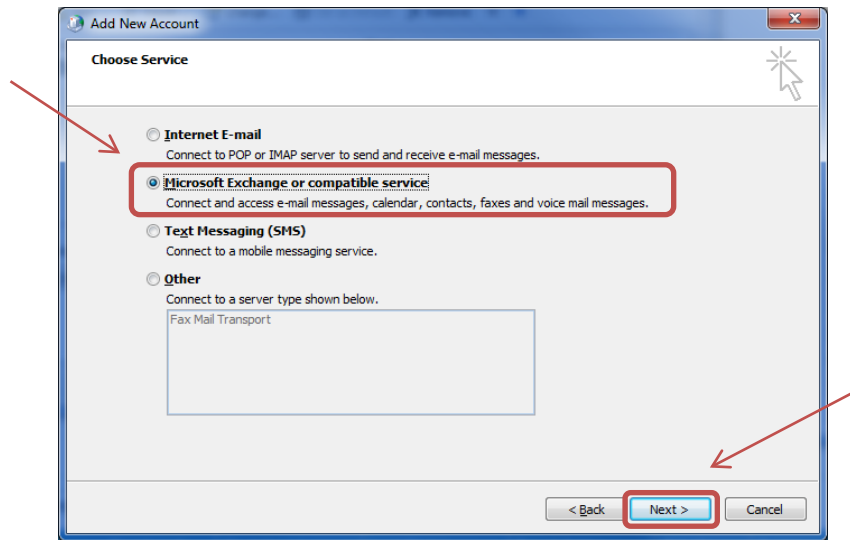 Add New Account
Choose Service
Internet E-mail
Connect to POP or IMAP server to send and receive e-mail messages.
Microsoft Exchange or compatible service
Connect and access e-mail messages, calendar, contacts, faxes and voice mail messages.
Text Messaging (SMS)
Connect to a mobile messaging service.
Other
Connect to a server type shown below.
Fax Mail Transport
< Back Next > Cancel